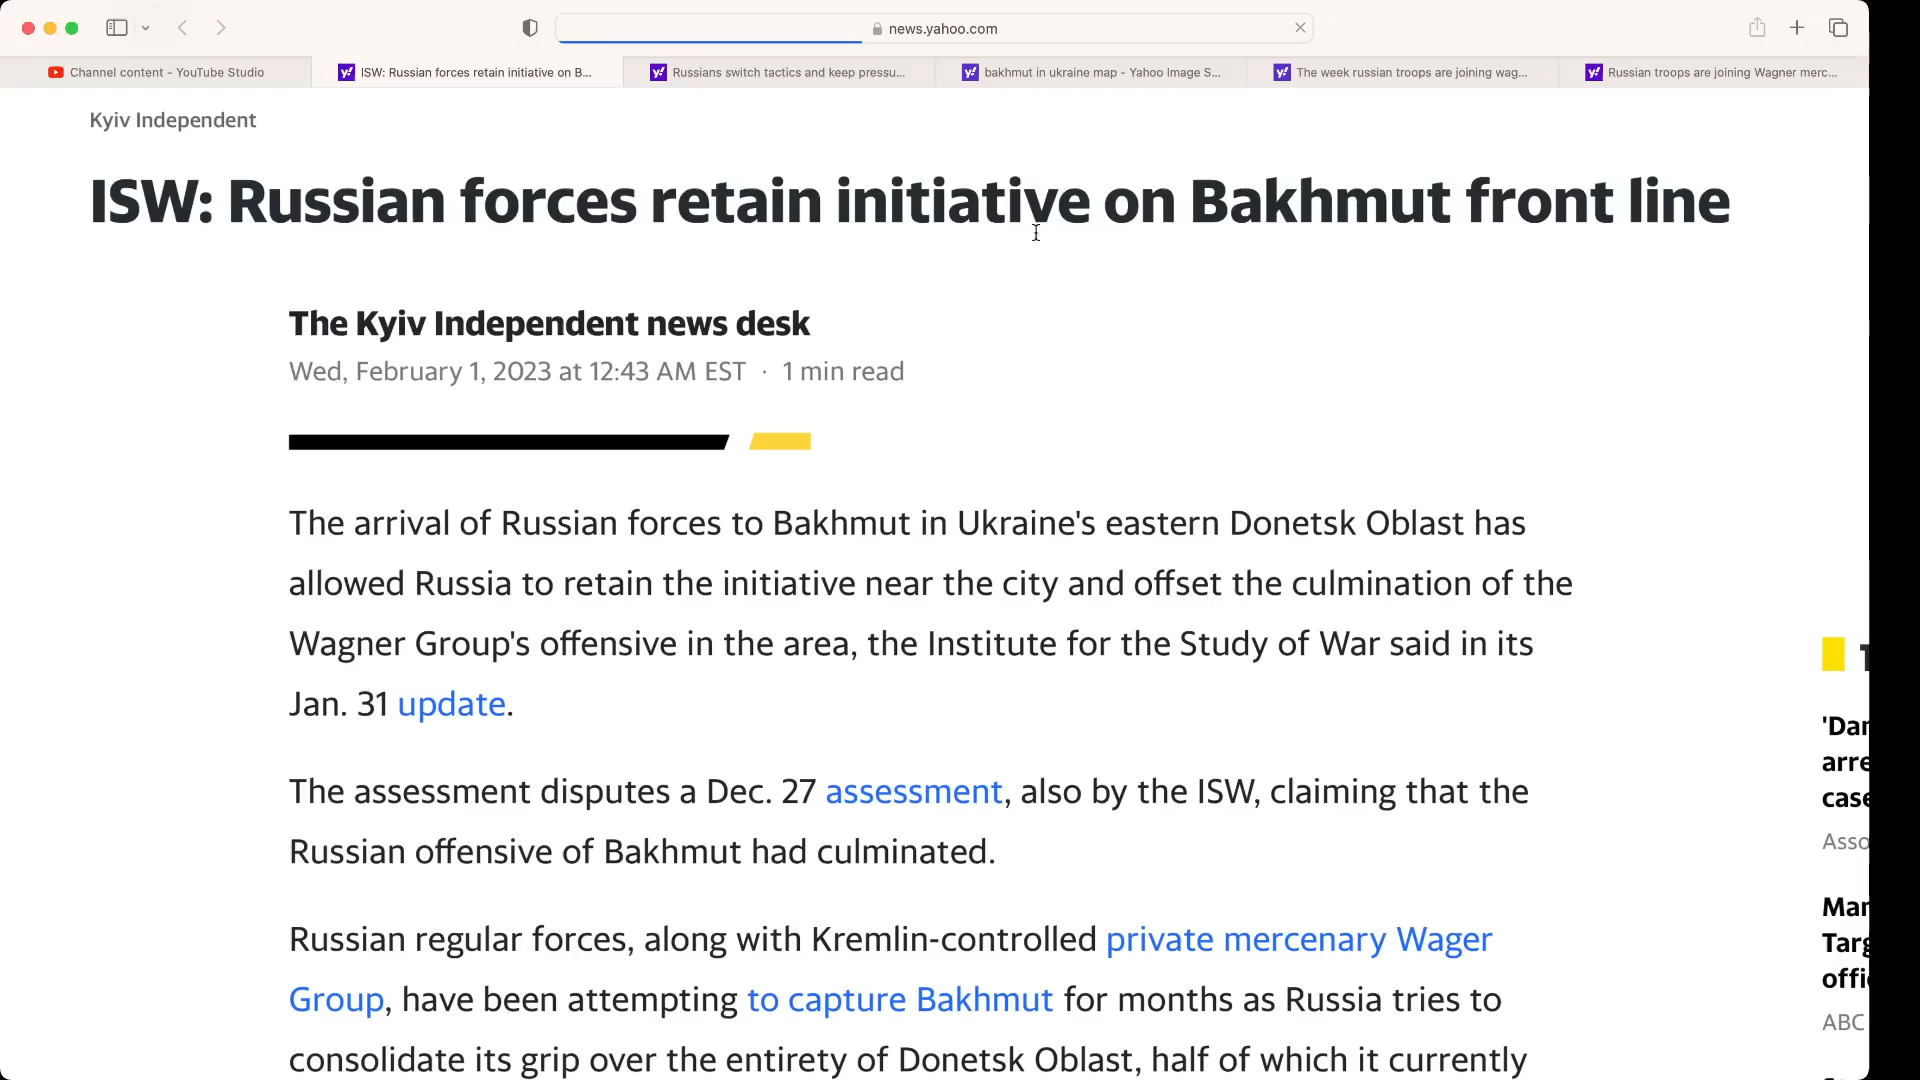 news.yahoo.com
Channel content - YouTube Studio
ISW: Russian forces retain initiative on B...
Russians switch tactics and keep pressu...
bakhmut in ukraine map - Yahoo Image S...
The week russian troops are joining wag...
Russian troops are joining Wagner merc...
Kyiv Independent
ISW: Russian forces retain initiative on Bakhmut front line
The Kyiv Independent news desk
Wed, February 1, 2023 at 12:43 AM EST · 1 min read
The arrival of Russian forces to Bakhmut in Ukraine's eastern Donetsk Oblast has
allowed Russia to retain the initiative near the city and offset the culmination of the
Wagner Group's offensive in the area, the Institute for the Study of War said in its
Jan. 31 update.
The assessment disputes a Dec. 27 assessment, also by the ISW, claiming that the
Russian offensive of Bakhmut had culminated.
Russian regular forces, along with Kremlin-controlled private mercenary Wager
Group, have been attempting to capture Bakhmut for months as Russia tries to
consolidate its grip over the entirety of Donetsk Oblast, half of which it currently
case
ABC